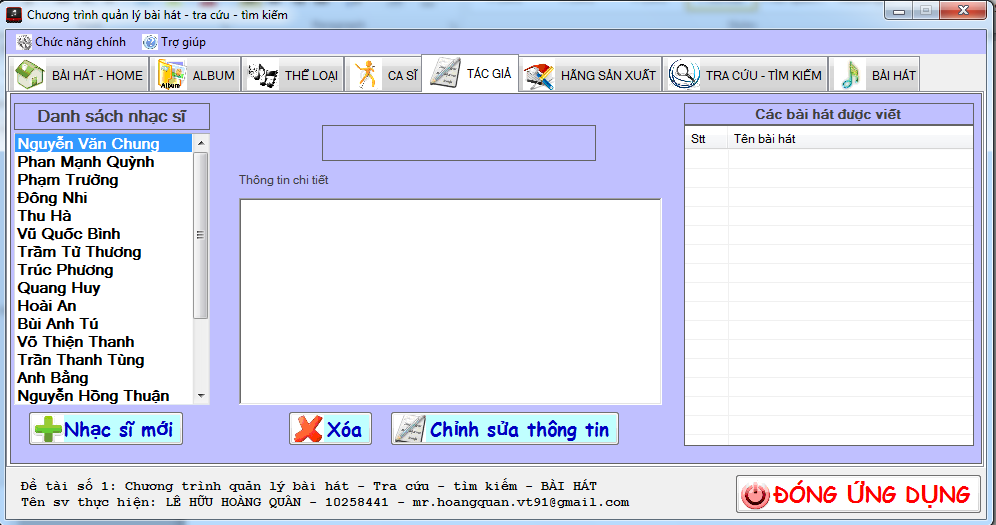 Chương trình quản lý bài hát - tra cứu - tìm kiếm
Chức năng chính Trợ giúp
BÀI HÁT - HOME Album ALBUM THỂ LOẠI CA SĨ TÁC GIẢ HÃNG SẢN XUẤT TRA CỨU - TÌM KIẾM BÀI HÁT
Danh sách nhạc sĩ
Nguyễn Văn Chung
Phan Mạnh Quỳnh
Phạm Trưởng
Đông Nhi
Thu Hà
Vũ Quốc Bình
Trầm Tử Thương
Trúc Phương
Quang Huy
Hoài An
Bùi Anh Tú
Võ Thiện Thanh
Trần Thanh Tùng
Anh Bằng
Nguyễn Hồng Thuận
Nhạc sĩ mới
Thông tin chi tiết
Xóa Chỉnh sửa thông tin
Các bài hát được viết
Stt Tên bài hát
Đề tài số 1: Chương trình quản lý bài hát - Tra cứu - tìm kiếm - BÀI HÁT
Tên sv thực hiện: LÊ HỮU HOÀNG QUÂN - 10258441 - mr.hoangquan.vt91@gmail.com
ĐÓNG ỨNG DỤNG